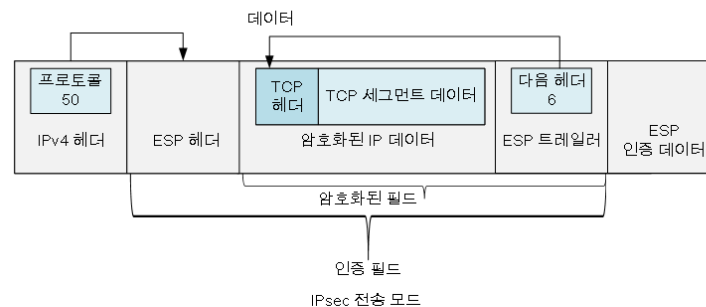 데이터
프로토콜
50
IPv4 헤더
ESP 헤더
TCP
헤더
TCP 세그먼트 데이터
암호화된 IP 데이터
다음 헤더
6
ESP 트레일러
ESP
인증 데이터
암호화된 필드
인증 필드
IPsec 전송 모드